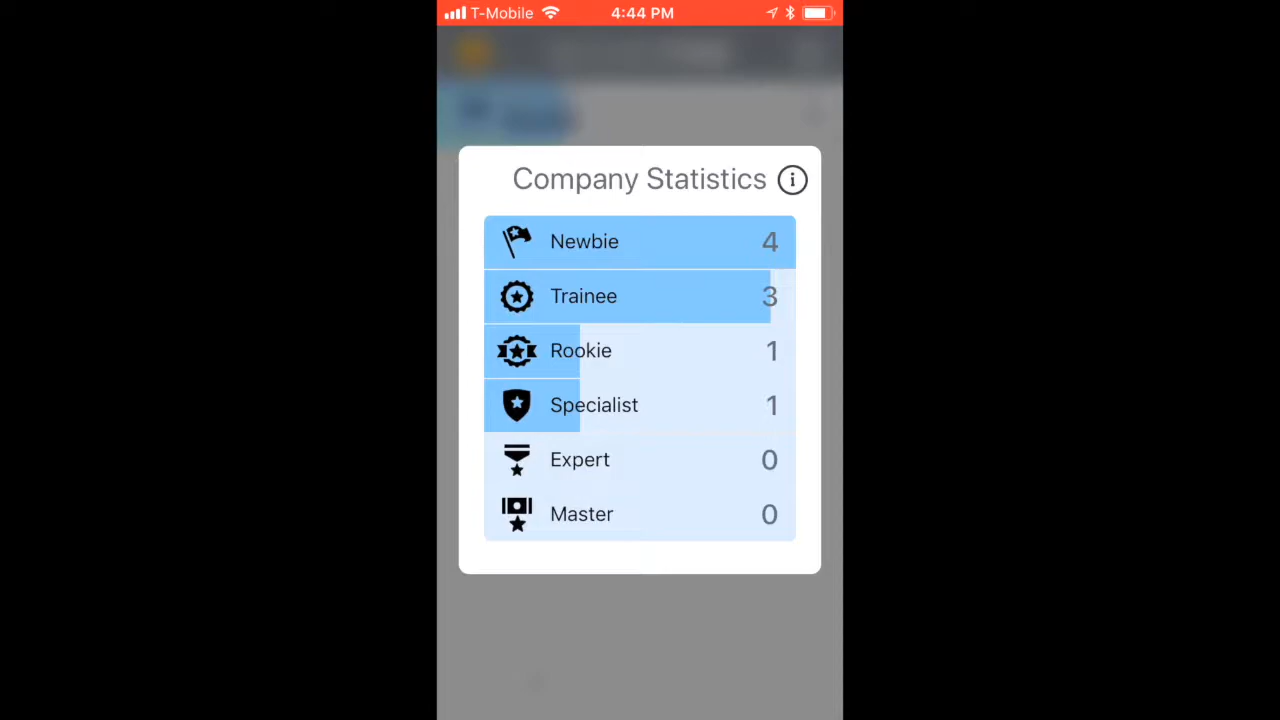 T-Mobile 4:44 PM
Company Statistics
Newbie 4
Trainee 3
Rookie 1
Specialist 1
Expert 0
Master 0